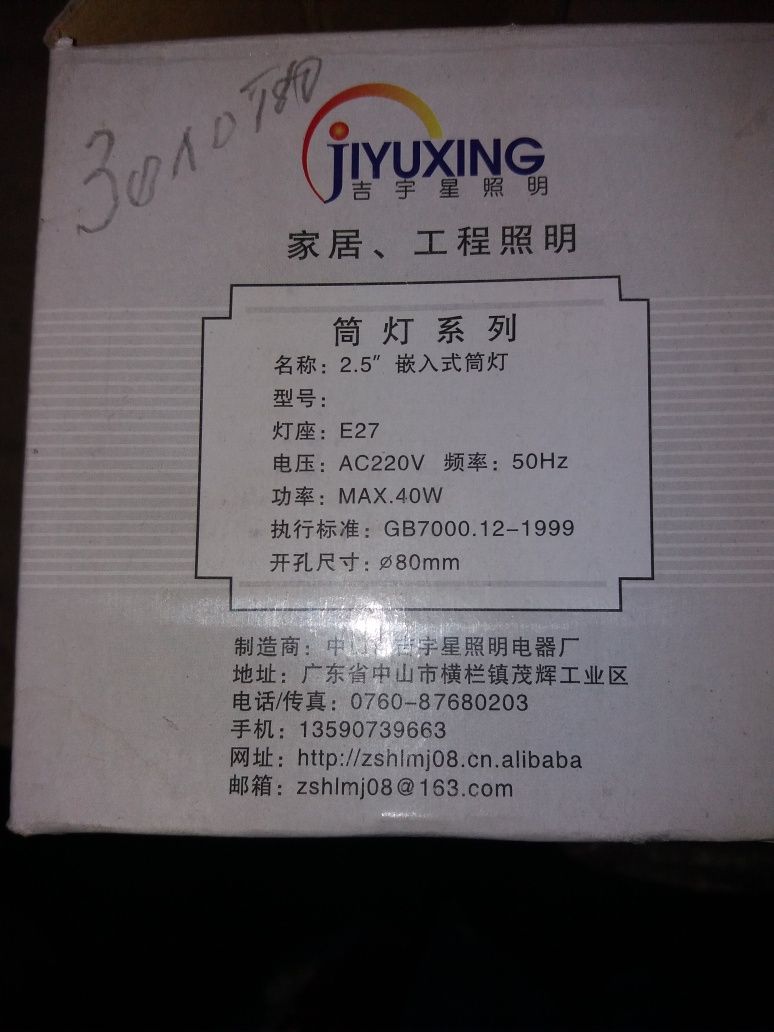 JIYUXING
吉宇星照明
家居、工程照明
筒灯系列
名称：2.5″ 嵌入式筒灯
型号：
灯座：E27
电压：AC220V 频率：50Hz
功率：MAX.40W
执行标准：GB7000.12-1999
开孔尺寸：ø80mm
制造商：中山 吉宇星照明电器厂
地址：广东省中山市横栏镇茂辉工业区
电话/传真：0760-87680203
手机：13590739663
网址：http://zshlmj08.cn.alibaba
邮箱：zshlmj08@163.com